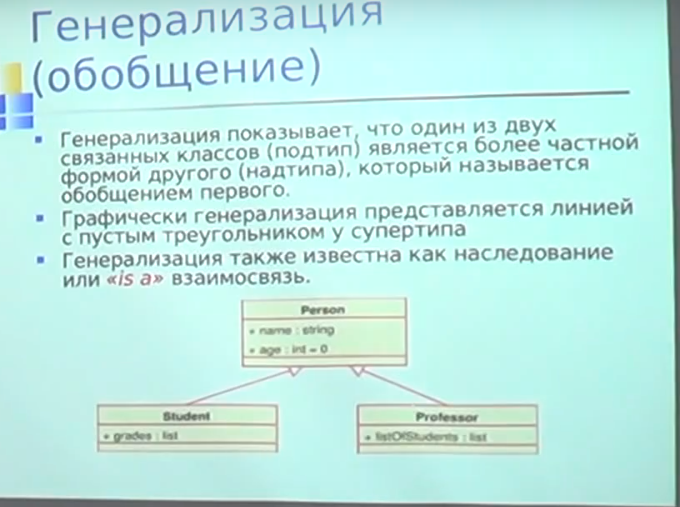 Генерализация
(обобщение)
Генерализация показывает, что один из двух
связанных классов (подтип) является более частной
формой другого (надтипа), который называется
обобщением первого.
Графически генерализация представляется линией
с пустым треугольником у супертипа
Генерализация также известна как наследование
или «is a» взаимосвязь.
Person
+ name : string
+ age : int = 0
Student
+ grades : list
Professor
+ listOfStudents : list